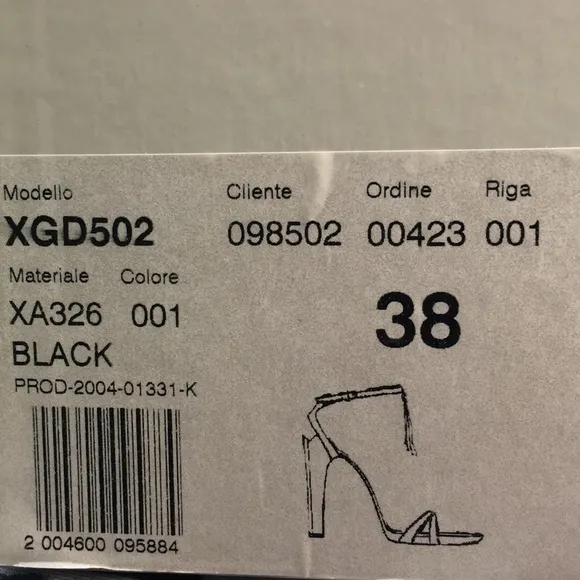 Modello Cliente Ordine Riga
XGD502 098502 00423 001
Materiale Colore
XA326 001 38
BLACK
PROD-2004-01331-K
2 004600 095884